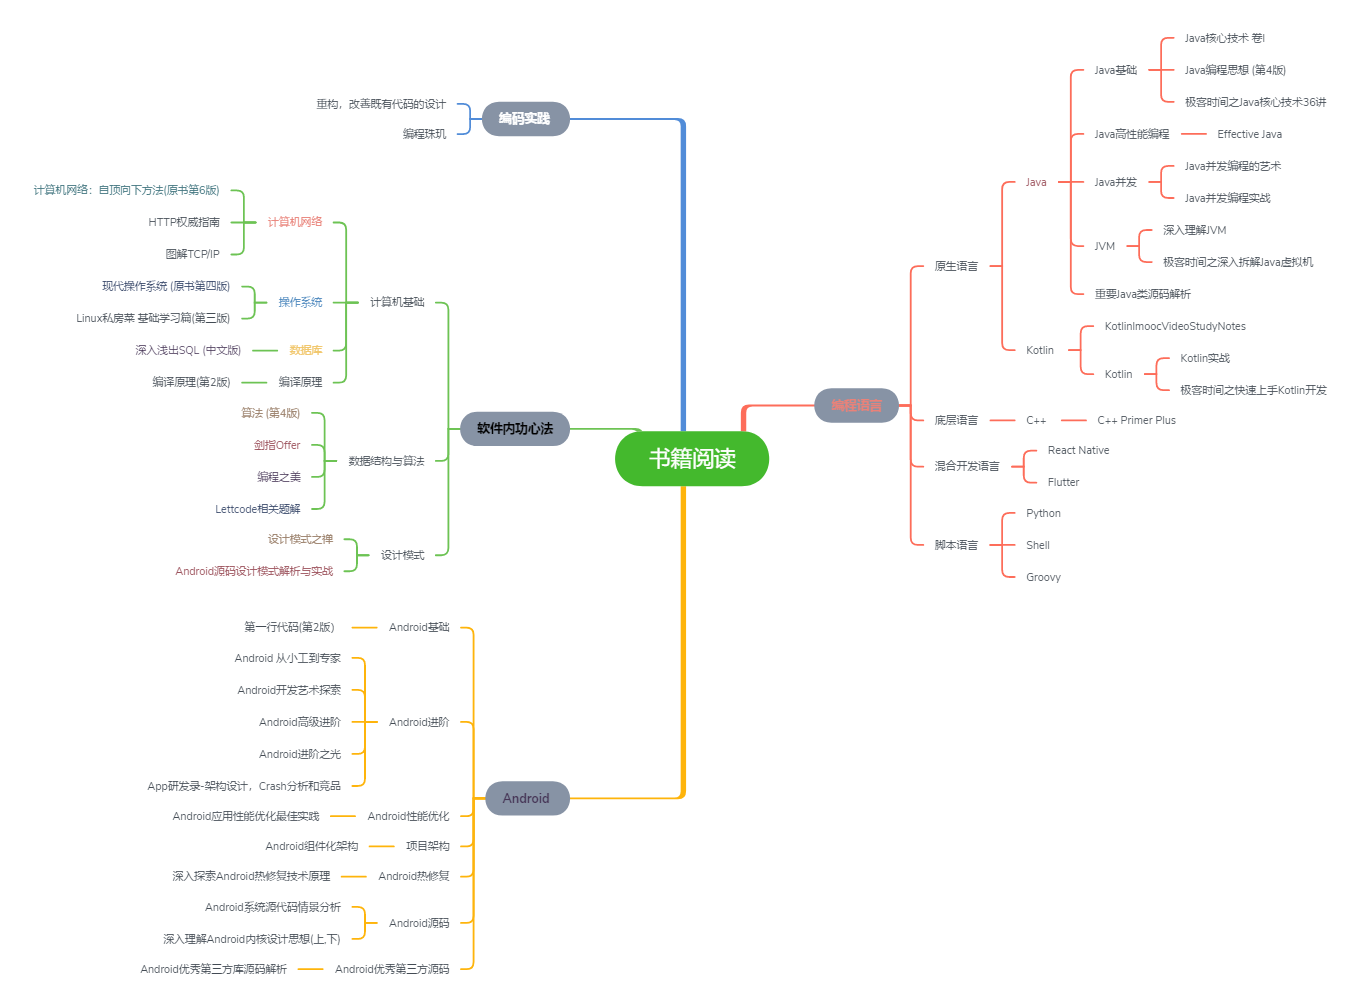 书籍阅读
编码实践
重构，改善既有代码的设计
编程珠玑
软件内功心法
计算机基础
计算机网络
计算机网络：自顶向下方法(原书第6版)
HTTP权威指南
图解TCP/IP
操作系统
现代操作系统 (原书第四版)
Linux私房菜 基础学习篇(第三版)
数据库
深入浅出SQL (中文版)
编译原理
编译原理(第2版)
数据结构与算法
算法 (第4版)
剑指Offer
编程之美
Lettcode相关题解
设计模式
设计模式之禅
Android源码设计模式解析与实战
Android
Android基础
第一行代码(第2版)
Android进阶
Android 从小工到专家
Android开发艺术探索
Android高级进阶
Android进阶之光
App研发录-架构设计，Crash分析和竞品
Android性能优化
Android应用性能优化最佳实践
项目架构
Android组件化架构
Android热修复
深入探索Android热修复技术原理
Android源码
Android系统源代码情景分析
深入理解Android内核设计思想(上,下)
Android优秀第三方源码
Android优秀第三方库源码解析
编程语言
原生语言
Java
Java基础
Java核心技术 卷I
Java编程思想 (第4版)
极客时间之Java核心技术36讲
Java高性能编程
Effective Java
Java并发
Java并发编程的艺术
Java并发编程实战
JVM
深入理解JVM
极客时间之深入拆解Java虚拟机
重要Java类源码解析
Kotlin
KotlinImoocVideoStudyNotes
Kotlin
Kotlin实战
极客时间之快速上手Kotlin开发
底层语言
C++
C++ Primer Plus
混合开发语言
React Native
Flutter
脚本语言
Python
Shell
Groovy